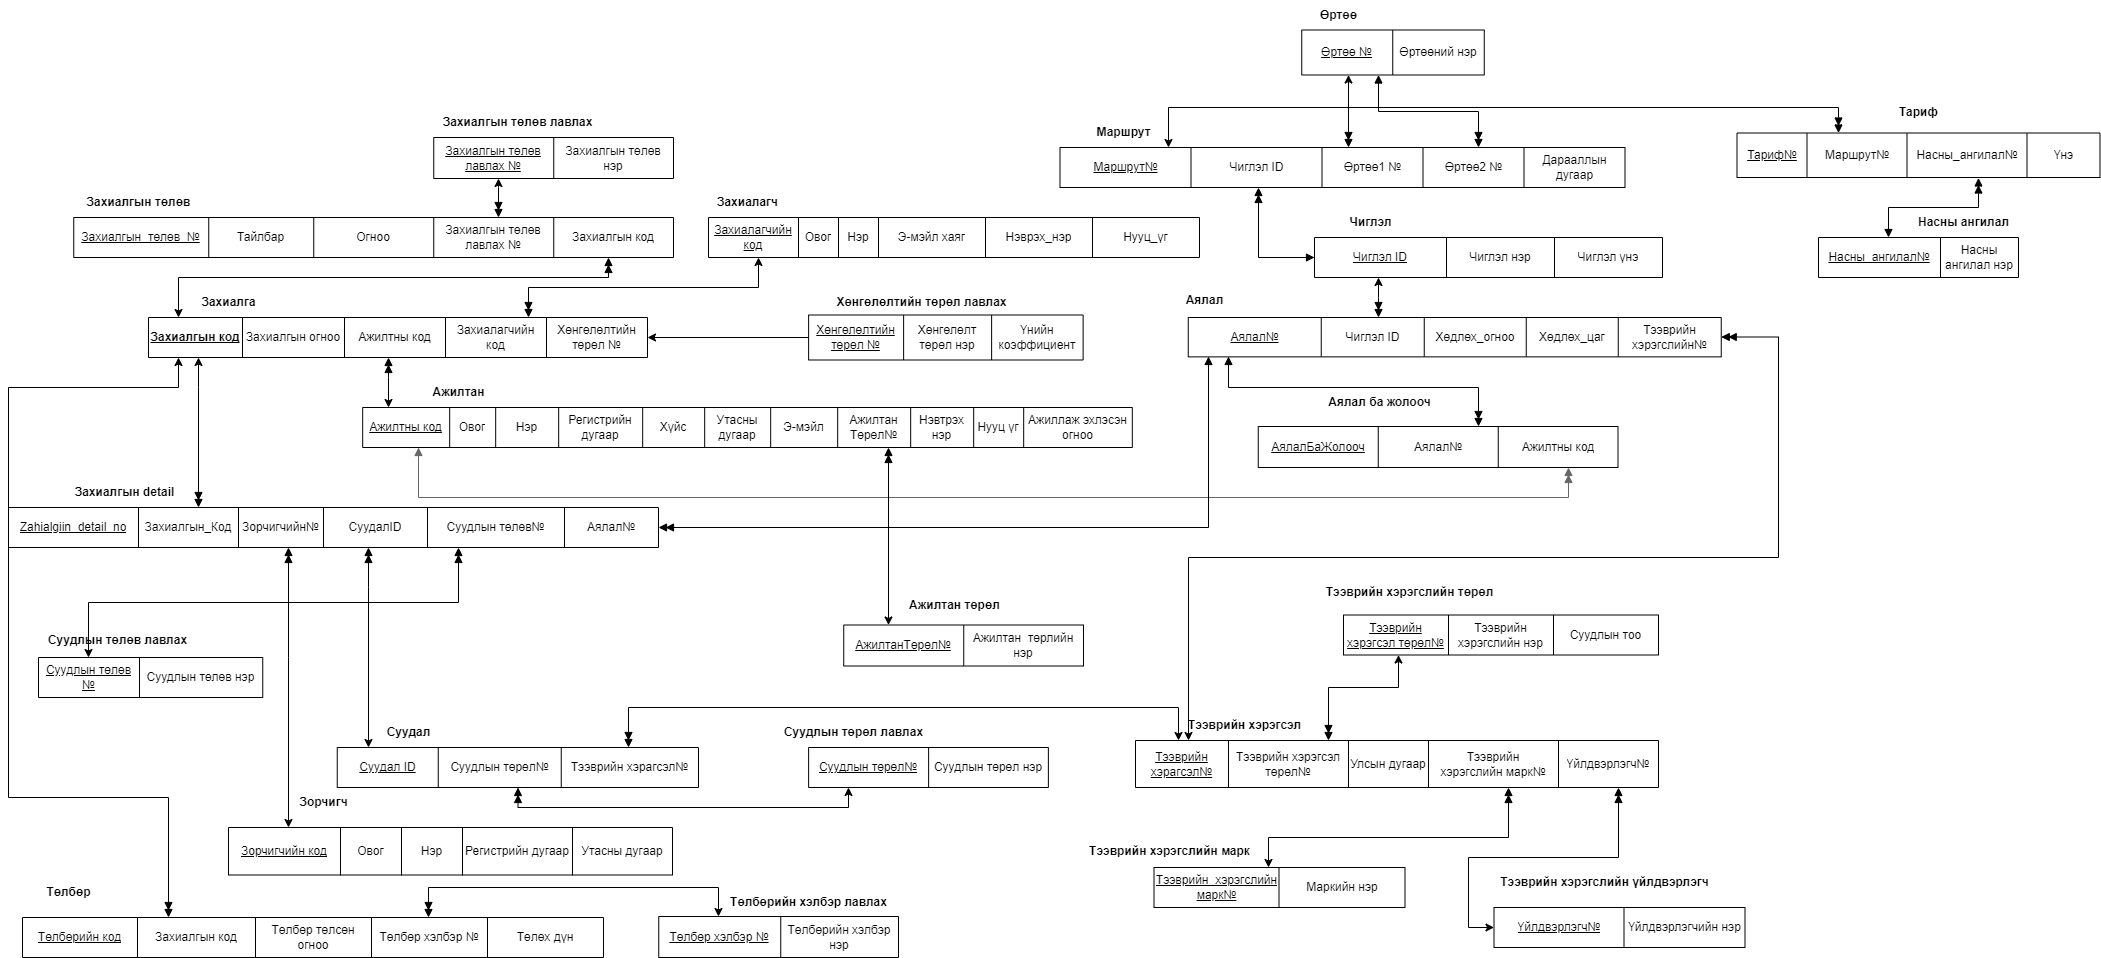 Өртөө
Өртөө №
Өртөөний нэр
Захиалгын төлөв лавлах
Захиалгын төлөв
лавлах №
Захиалгын төлөв
нэр
Маршрут
Маршрут№
Чиглэл ID
Өртөө1 №
Өртөө2 №
Дарааллын
дугаар
Тариф
Тариф№
Маршрут№
Насны_ангилал№
Үнэ
Захиалгын төлөв
Захиалгын_төлөв_№
Тайлбар
Огноо
Захиалгын төлөв
лавлах №
Захиалгын код
Захиалагч
Захиалагчийн
код
Овог
Нэр
Э-мэйл хаяг
Нэврэх_нэр
Нууц_үг
Чиглэл
Чиглэл ID
Чиглэл нэр
Чиглэл үнэ
Насны ангилал
Насны_ангилал№
Насны
ангилал нэр
Захиалга
Захиалгын код
Захиалгын огноо
Ажилтны код
Захиалагчийн
код
Хөнгөлөлтийн
төрөл №
Хөнгөлөлтийн төрөл лавлах
Хөнгөлөлтийн
төрөл №
Хөнгөлөлт
төрөл нэр
Үнийн
коэффициент
Аялал
Аялал№
Чиглэл ID
Хөдлөх_огноо
Хөдлөх_цаг
Тээврийн
хэрэгслийн№
Ажилтан
Ажилтны код
Овог
Нэр
Регистрийн
дугаар
Хүйс
Утасны
дугаар
Э-мэйл
Ажилтан
Төрөл№
Нэвтрэх
нэр
Нууц үг
Ажиллаж эхлэсэн
огноо
Аялал ба жолооч
АялалБаЖолооч
Аялал№
Ажилтны код
Захиалгын detail
Zahialgiin_detail_no
Захиалгын_Код
Зорчигчийн№
СуудалID
Суудлын төлөв№
Аялал№
Суудлын төлөв лавлах
Суудлын төлөв
№
Суудлын төлөв нэр
Ажилтан төрөл
АжилтанТөрөл№
Ажилтан төрлийн
нэр
Тээврийн хэрэгслийн төрөл
Тээврийн
хэрэгсэл төрөл№
Тээврийн
хэрэгслийн нэр
Суудлын тоо
Суудал
Суудал ID
Суудлын төрөл№
Тээврийн хэрагсэл№
Суудлын төрөл лавлах
Суудлын төрөл№
Суудлын төрөл нэр
Тээврийн хэрэгсэл
Тээврийн
хэрагсэл№
Тээврийн хэрэгсэл
төрөл№
Улсын дугаар
Тээврийн
хэрэгслийн марк№
Үйлдвэрлэгч№
Зорчигч
Зорчигчийн код
Овог
Нэр
Регистрийн дугаар
Утасны дугаар
Тээврийн хэрэгслийн марк
Тээврийн_хэрэгслийн
марк№
Маркийн нэр
Тээврийн хэрэгслийн үйлдвэрлэгч
Үйлдвэрлэгч№
Үйлдвэрлэгчийн нэр
Төлбөр
Төлбөрийн код
Захиалгын код
Төлбөр төлсөн
огноо
Төлбөр хэлбэр №
Төлөх дүн
Төлбөрийн хэлбэр лавлах
Төлбөр хэлбэр №
Төлбөрийн хэлбэр
нэр